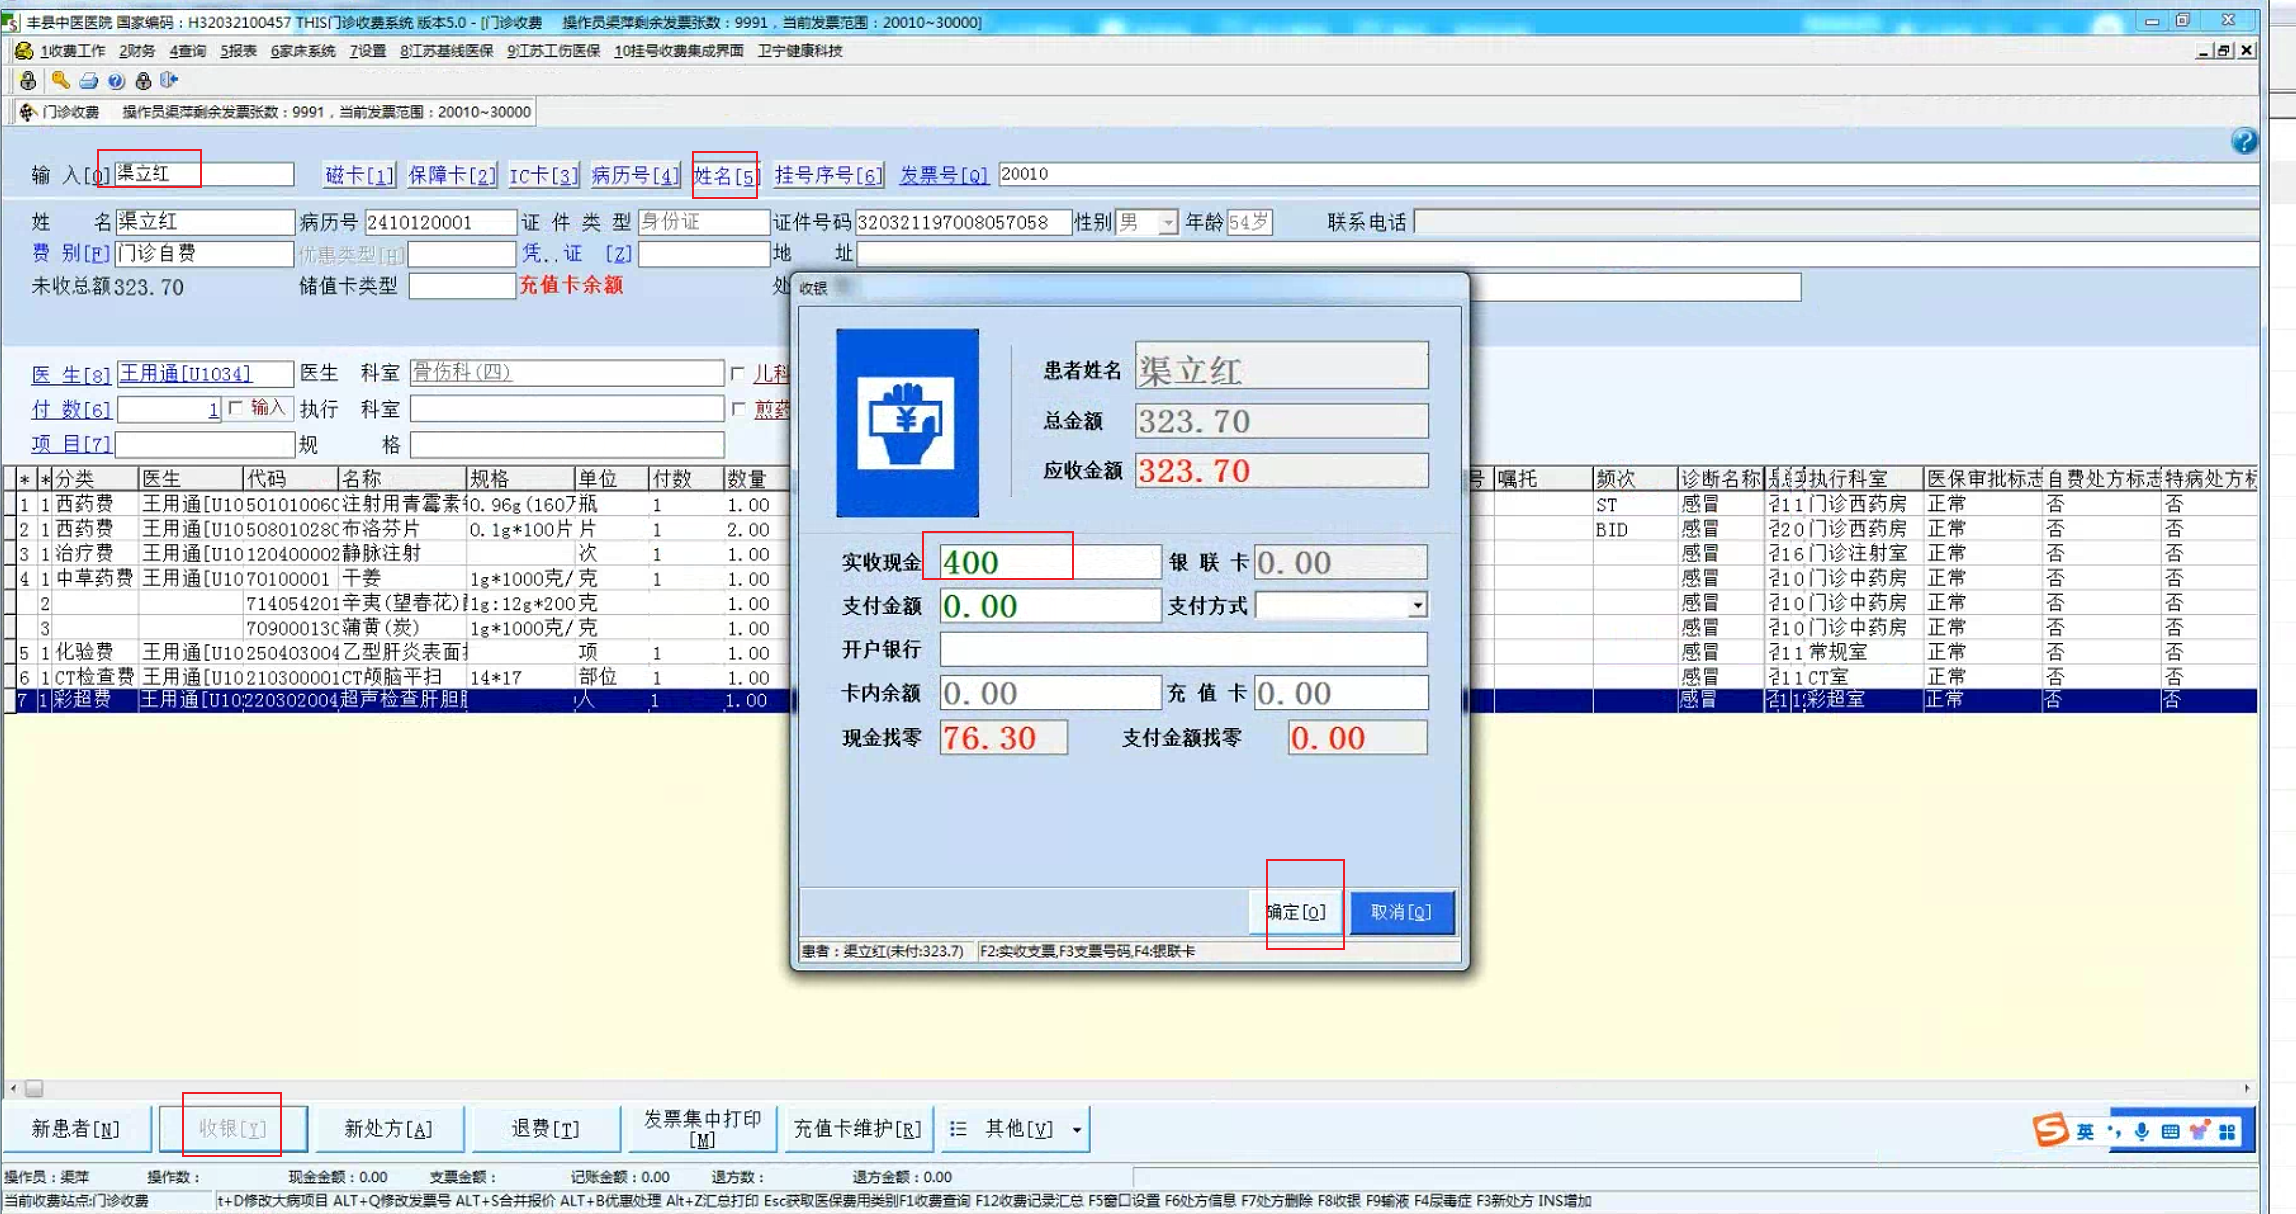 丰县中医医院 国家编码：H32032100457 THIS门诊收费系统 版本5.0 - [门诊收费 操作员渠萍剩余发票张数：9991，当前发票范围：20010~30000]
1收费工作 2财务 4查询 5报表 6家床系统 7设置 8江苏基线医保 9江苏工伤医保 10挂号收费集成界面 卫宁健康科技
门诊收费 操作员渠萍剩余发票张数：9991，当前发票范围：20010~30000
输 入[Q] 渠立红 磁卡[1] 保障卡[2] IC卡[3] 病历号[4] 姓名[5] 挂号序号[6] 发票号[Q] 20010
姓 名 渠立红 病历号 2410120001 证 件 类 型 身份证 证件号码 320321197008057058 性别 男 年龄 54岁 联系电话
费 别[F] 门诊自费 优惠类型[H] 凭..证 [Z] 地 址
未收总额 323.70 储值卡类型 充值卡余额 处
医 生[8] 王用通[U1034] 医生 科室 骨伤科(四) 儿科
付 数[6] 1 输入 执行 科室 煎药
项 目[7] 规 格
* * 分类 医生 代码 名称 规格 单位 付数 数量 号 嘱托 频次 诊断名称 执行科室 医保审批标志 自费处方标志 特病处方标
1 1 西药费 王用通[U10 501010060 注射用青霉素 0.96g(160万 瓶 1 1.00 ST 感冒 否 11 门诊西药房 正常 否 否
2 1 西药费 王用通[U10 508010280 布洛芬片 0.1g*100片 片 1 2.00 BID 感冒 否 20 门诊西药房 正常 否 否
3 1 治疗费 王用通[U10 120400002 静脉注射 次 1 1.00 感冒 否 16 门诊注射室 正常 否 否
4 1 中草药费 王用通[U10 70100001 干姜 1g*1000克/ 克 1 1.00 感冒 否 10 门诊中药房 正常 否 否
2 714054201 辛夷(望春花) 1g:12g*200 克 1.00 感冒 否 10 门诊中药房 正常 否 否
3 70900013 蒲黄(炭) 1g*1000克/ 克 1.00 感冒 否 10 门诊中药房 正常 否 否
5 1 化验费 王用通[U10 250403004 乙型肝炎表面 项 1 1.00 感冒 否 11 常规室 正常 否 否
6 1 CT检查费 王用通[U10 210300001 CT颅脑平扫 14*17 部位 1 1.00 感冒 否 11 CT室 正常 否 否
7 1 彩超费 王用通[U10 220302004 超声检查肝胆 人 1 1.00 感冒 否 1 彩超室 正常 否 否
收银
¥
患者姓名 渠立红
总金额 323.70
应收金额 323.70
实收现金 400 银 联 卡 0.00
支付金额 0.00 支付方式
开户银行
卡内余额 0.00 充 值 卡 0.00
现金找零 76.30 支付金额找零 0.00
确定[O] 取消[Q]
患者：渠立红(未付:323.7) F2:实收支票,F3支票号码,F4:银联卡
新患者[N] 收银[Y] 新处方[A] 退费[T] 发票集中打印[M] 充值卡维护[R] 其他[V]
英
操作员：渠萍 操作数： 现金金额：0.00 支票金额： 记账金额：0.00 退方数： 退方金额：0.00
当前收费站点:门诊收费 t+D修改大病项目 ALT+Q修改发票号 ALT+S合并报价 ALT+B优惠处理 Alt+Z汇总打印 Esc获取医保费用类别F1收费查询 F12收费记录汇总 F5窗口设置 F6处方信息 F7处方删除 F8收银 F9输液 F4尿毒症 F3新处方 INS增加